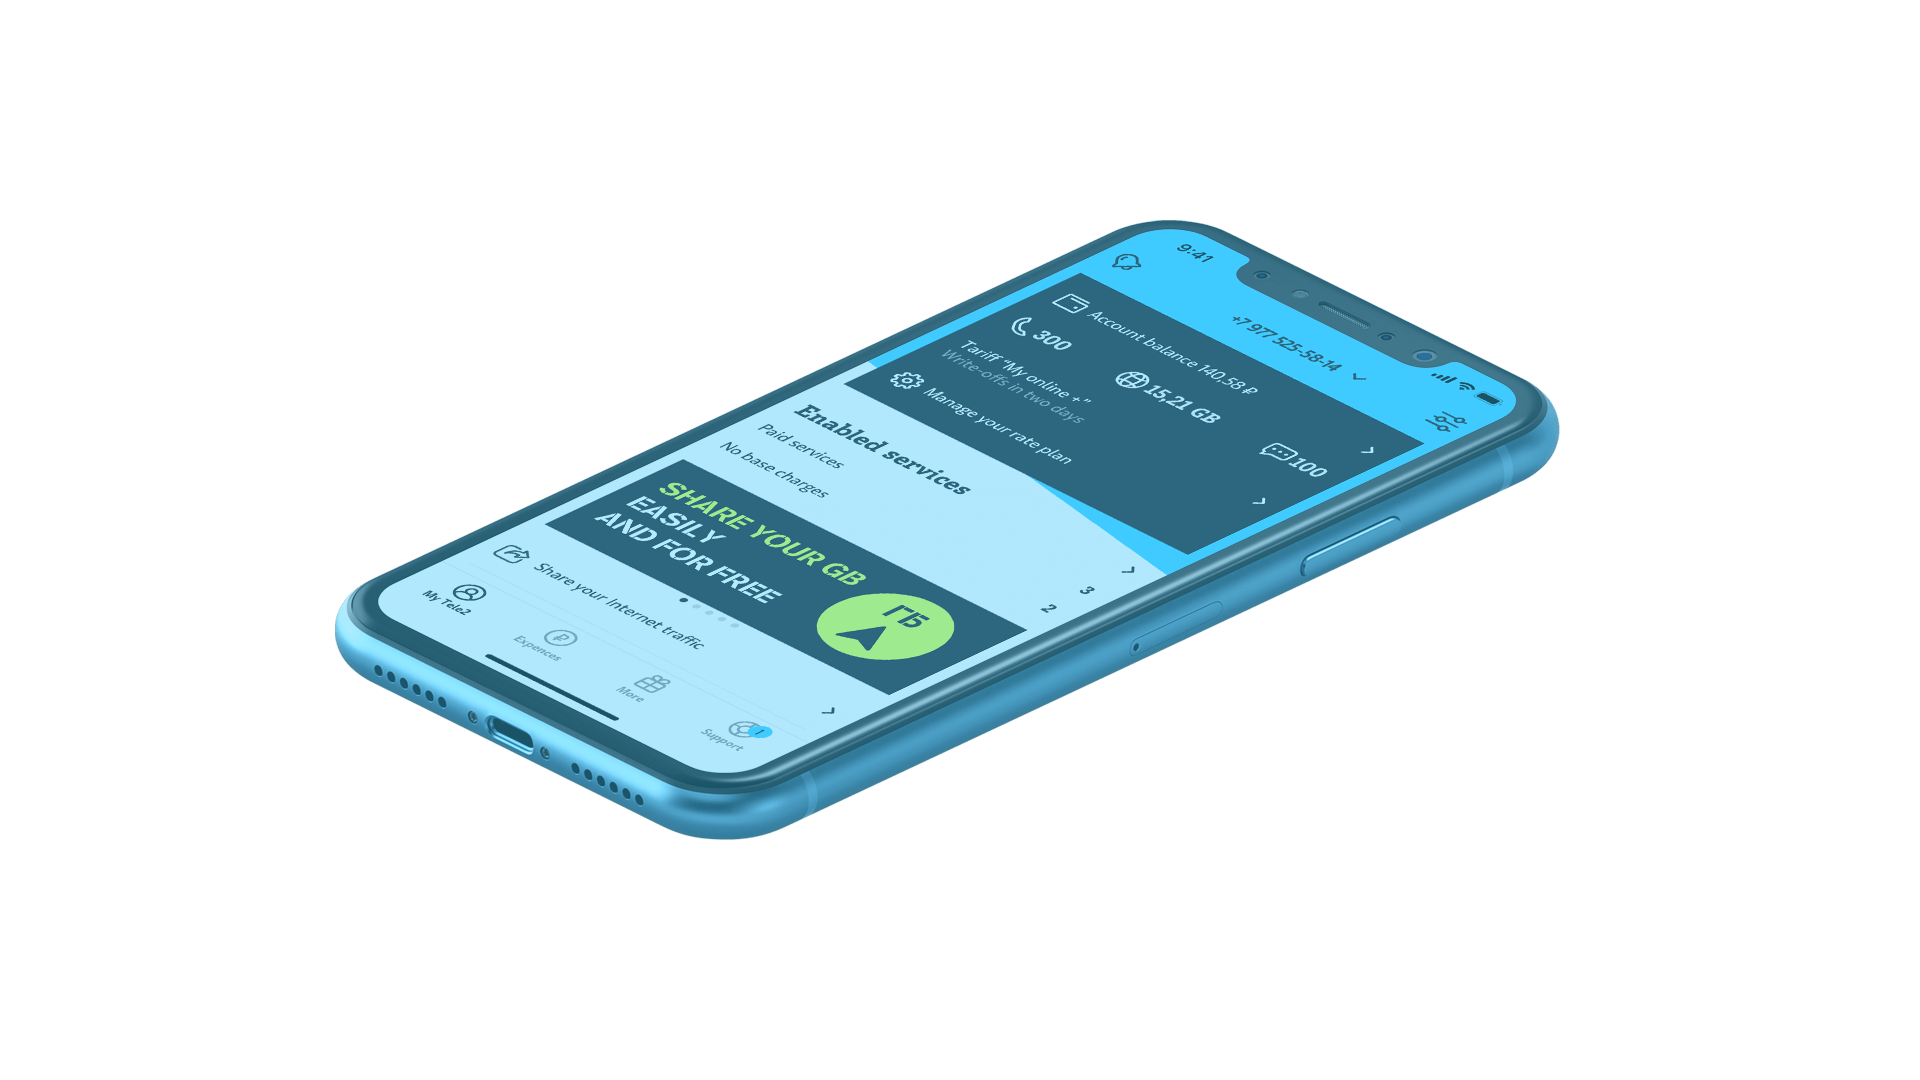 9:41
+7 977 525-58-14
Account balance 140,58 ₽
300
15,21 GB
100
Tariff “My online +”
Write-offs in two days
Manage your rate plan
Enabled services
Paid services
3
No base charges
2
SHARE YOUR GB
EASILY
AND FOR FREE
ГБ
Share your Internet traffic
My Tele2
Expences
More
Support
1